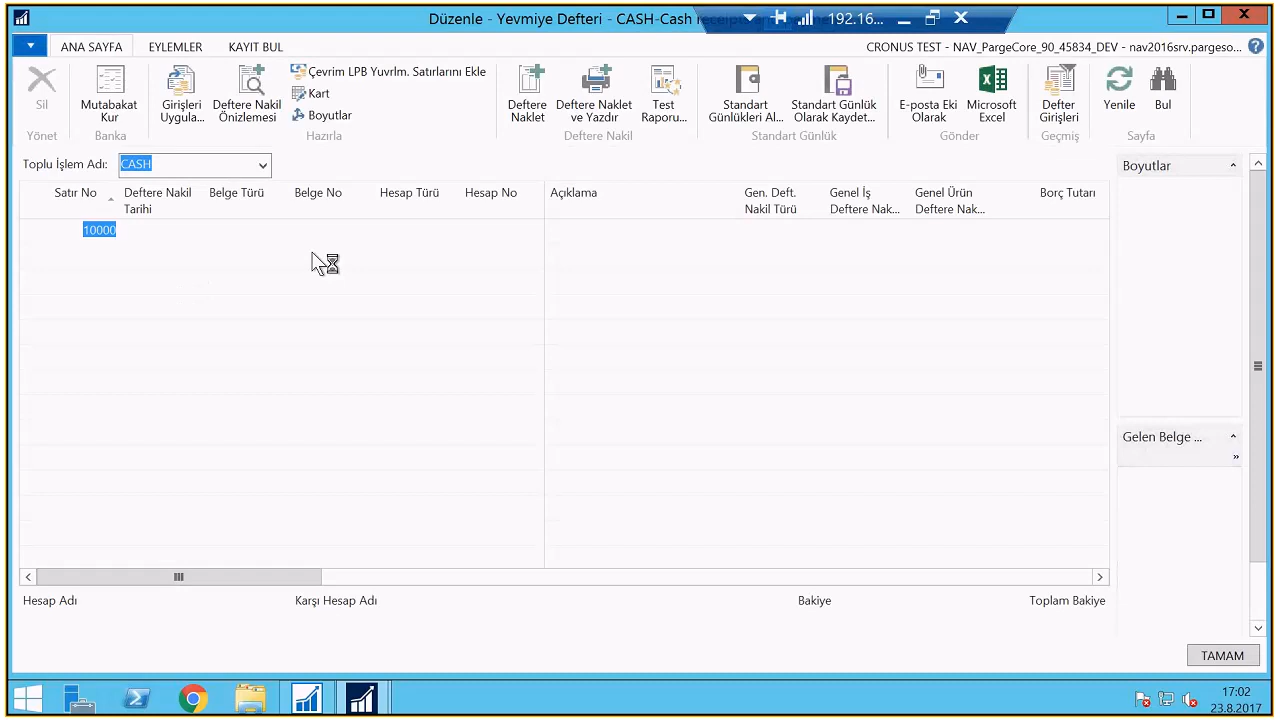 Düzenle - Yevmiye Defteri - CASH-Cash receipts
192.16...
ANA SAYFA
EYLEMLER
KAYIT BUL
CRONUS TEST - NAV_PargeCore_90_45834_DEV - nav2016srv.pargeso...
Sil
Mutabakat Kur
Girişleri Uygula...
Deftere Nakil Önizlemesi
Çevrim LPB Yuvrlm. Satırlarını Ekle
Kart
Boyutlar
Deftere Naklet
Deftere Naklet ve Yazdır
Test Raporu...
Standart Günlükleri Al...
Standart Günlük Olarak Kaydet...
E-posta Eki Olarak
Microsoft Excel
Defter Girişleri
Yenile
Bul
Yönet
Banka
Hazırla
Deftere Nakil
Standart Günlük
Gönder
Geçmiş
Sayfa
Toplu İşlem Adı:
CASH
Boyutlar
Satır No
Deftere Nakil Tarihi
Belge Türü
Belge No
Hesap Türü
Hesap No
Açıklama
Gen. Deft. Nakil Türü
Genel İş Deftere Nak...
Genel Ürün Deftere Nak...
Borç Tutarı
10000
Gelen Belge ...
Hesap Adı
Karşı Hesap Adı
Bakiye
Toplam Bakiye
TAMAM
17:02
23.8.2017